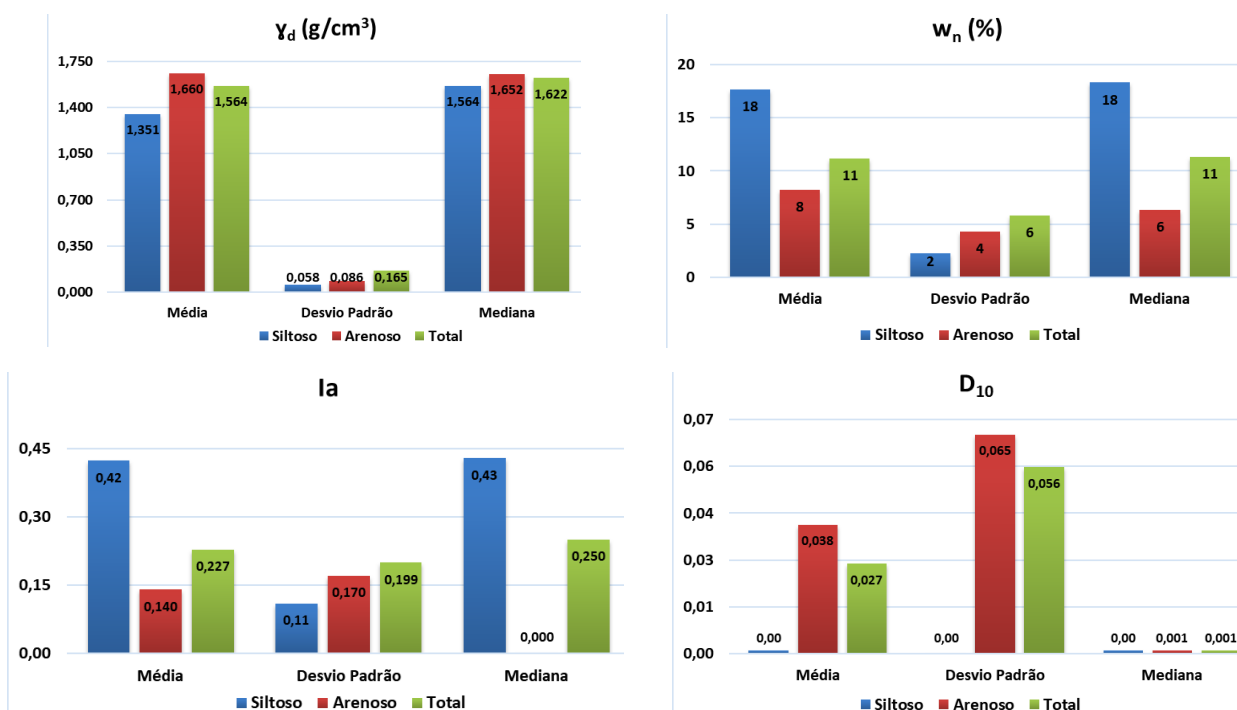 γd (g/cm³)
1,750
1,400
1,050
0,700
0,350
0,000
1,351
1,660
1,564
0,058
0,086
0,165
1,564
1,652
1,622
Média
Desvio Padrão
Mediana
Siltoso Arenoso Total
wn (%)
20
15
10
5
0
18
8
11
2
4
6
18
6
11
Média
Desvio Padrão
Mediana
Siltoso Arenoso Total
Ia
0,45
0,30
0,15
0,00
0,42
0,140
0,227
0,11
0,170
0,199
0,43
0,000
0,250
Média
Desvio Padrão
Mediana
Siltoso Arenoso Total
D10
0,07
0,06
0,04
0,03
0,01
0,00
0,00
0,038
0,027
0,00
0,065
0,056
0,00
0,001
0,001
Média
Desvio Padrão
Mediana
Siltoso Arenoso Total